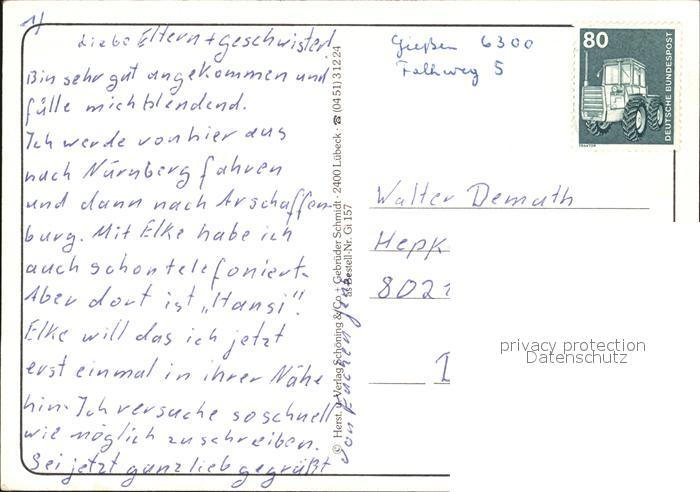 1/
Liebe Eltern + geschwister!
Bin sehr gut angekommen und
fülle mich blendend.
Ich werde von hier aus
nach Nürnberg fahren
und dann nach Arschaffen-
burg. Mit Elke habe ich
auch schon telefoniert.
Aber dort ist „Hansi".
Elke will das ich jetzt
erst einmal in ihrer Nähe
hin. Ich versuche so schnell
wie möglich zu schreiben.
Sei jetzt ganz lieb gegrüßt
von
© Herst. u. Verlag Schöning & Co + Gebrüder Schmidt · 2400 Lübeck · ☎ (0451) 31224
Bestell-Nr. Gi 157
Gießen 6300
Falkweg 5
80
DEUTSCHE BUNDESPOST
TRAKTOR
Walter Demuth
Hepk
8021
privacy protection
Datenschutz